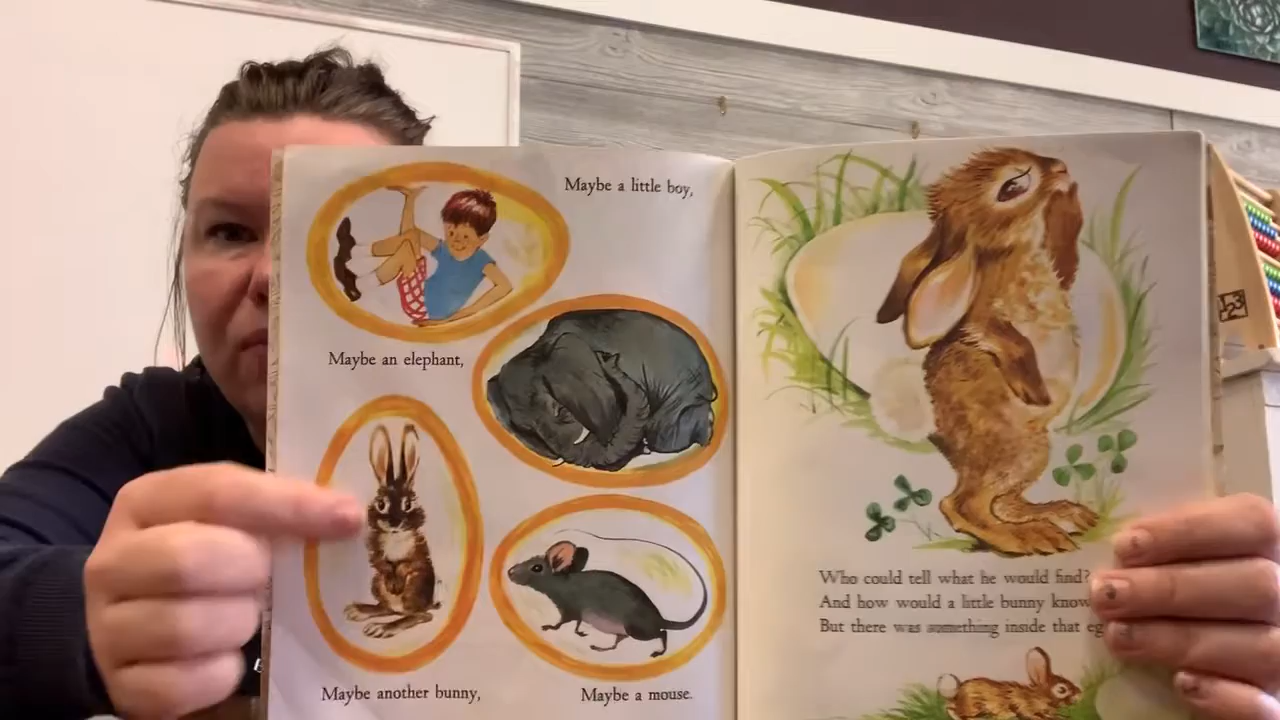 Maybe a little boy,
Maybe an elephant,
Maybe another bunny,
Maybe a mouse.
Who could tell what he would find?
And how would a little bunny know
But there was something inside that eg
123